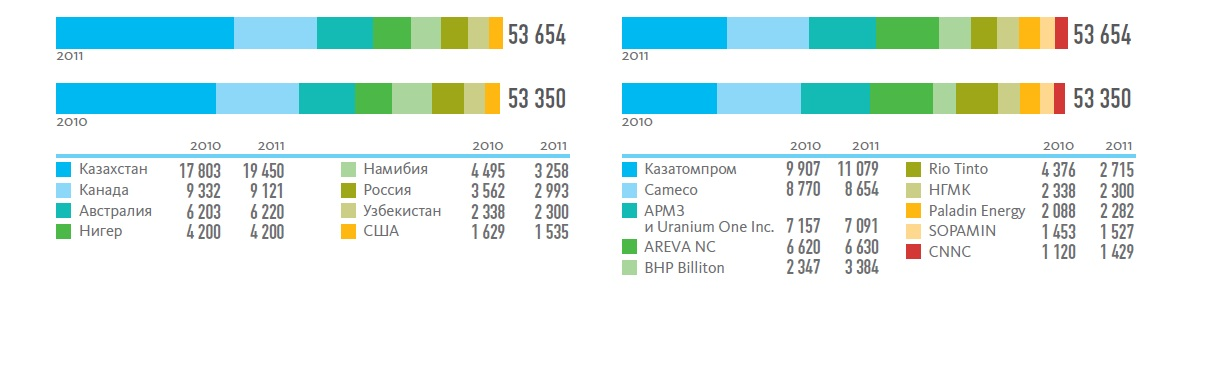 53 654
2011
53 350
2010
2010 2011 2010 2011
Казахстан 17 803 19 450 Намибия 4 495 3 258
Канада 9 332 9 121 Россия 3 562 2 993
Австралия 6 203 6 220 Узбекистан 2 338 2 300
Нигер 4 200 4 200 США 1 629 1 535
53 654
2011
53 350
2010
2010 2011 2010 2011
Казатомпром 9 907 11 079 Rio Tinto 4 376 2 715
Cameco 8 770 8 654 НГМК 2 338 2 300
АРМЗ Paladin Energy 2 088 2 282
и Uranium One Inc. 7 157 7 091 SOPAMIN 1 453 1 527
AREVA NC 6 620 6 630 CNNC 1 120 1 429
BHP Billiton 2 347 3 384